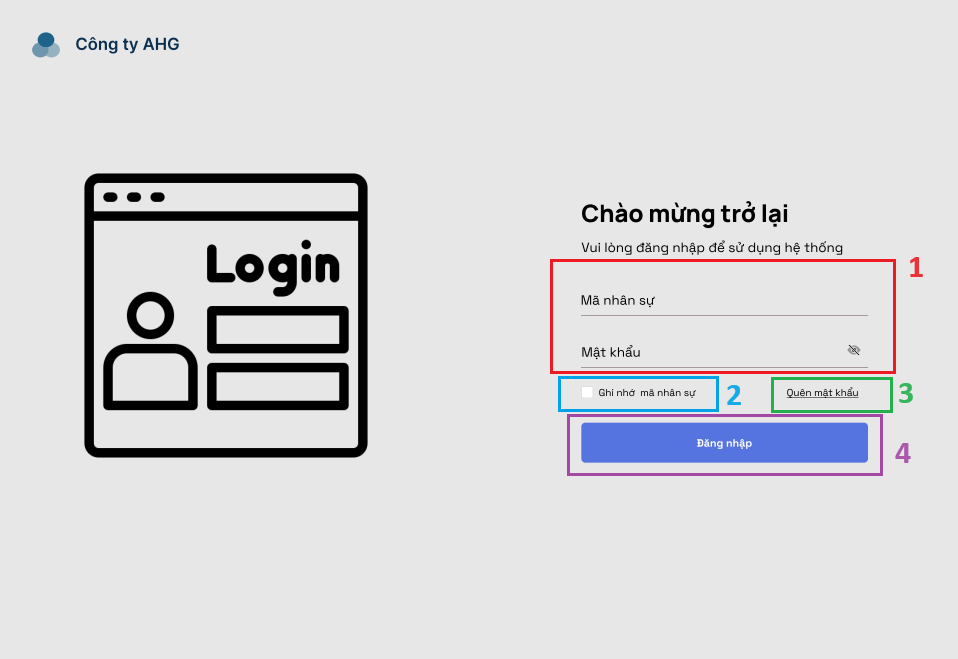 Công ty AHG
Login
Chào mừng trở lại
Vui lòng đăng nhập để sử dụng hệ thống
1
Mã nhân sự
Mật khẩu
Ghi nhớ mã nhân sự
2
Quên mật khẩu
3
Đăng nhập
4